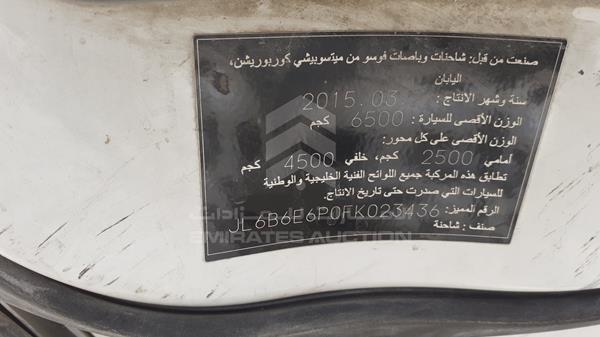 صنعت من قبل: شاحنات وباصات فوسو من ميتسوبيشي كوربوريشن،
اليابان
سنة وشهر الانتاج : 2015.03
الوزن الأقصى للسيارة : 6500 كجم
الوزن الأقصى على كل محور:
أمامي 2500 كجم، خلفي 4500 كجم
تطابق هذه المركبة جميع اللوائح الفنية الخليجية والوطنية
للسيارات التي صدرت حتى تاريخ الانتاج.
الرقم المميز: JL6B6E6P0FK023436
صنف : شاحنة
EMIRATES AUCTION